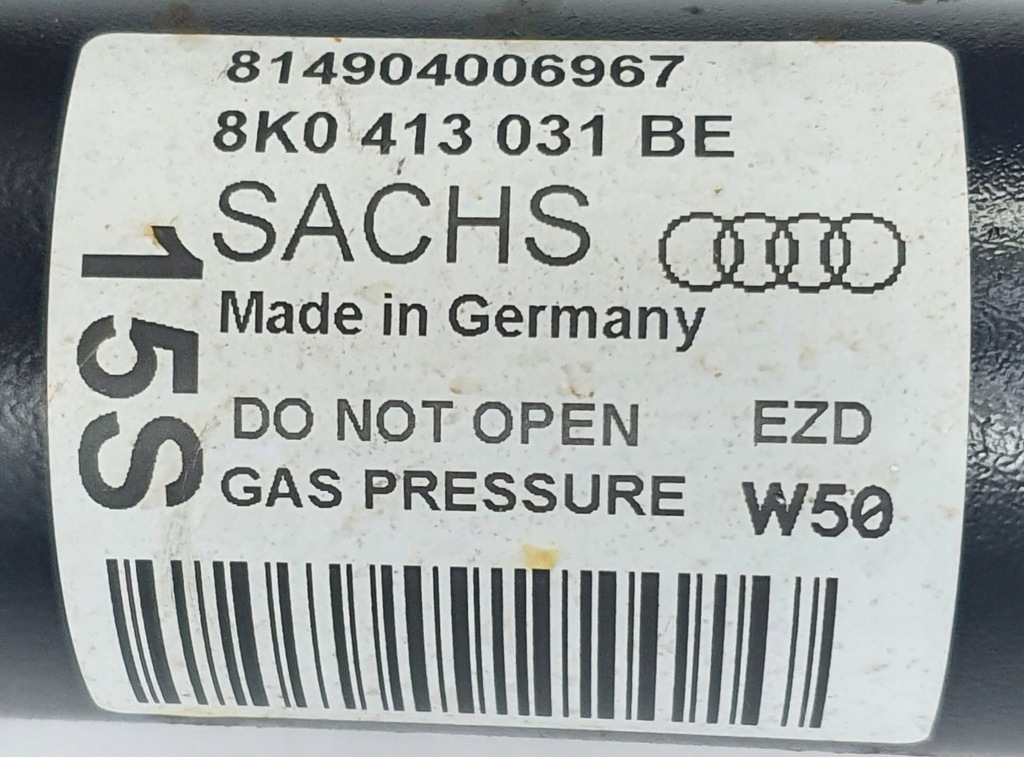 814904006967
8K0 413 031 BE
SACHS
Made in Germany
15S
DO NOT OPEN EZD
GAS PRESSURE W50